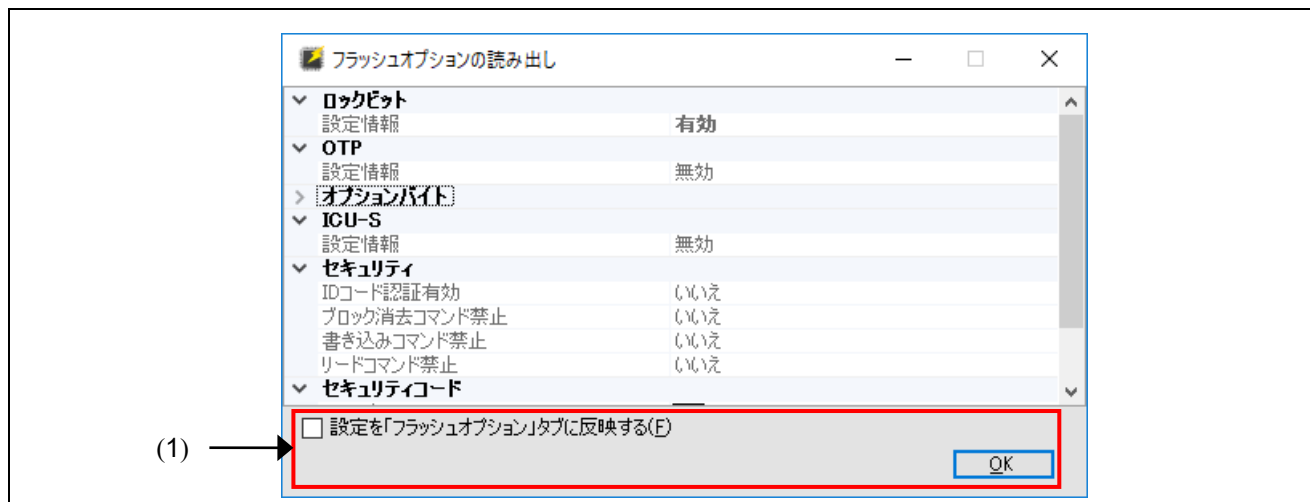 フラッシュオプションの読み出し
ロックビット
設定情報 有効
OTP
設定情報 無効
オプションバイト
ICU-S
設定情報 無効
セキュリティ
IDコード認証有効 いいえ
ブロック消去コマンド禁止 いいえ
書き込みコマンド禁止 いいえ
リードコマンド禁止 いいえ
セキュリティコード
設定を「フラッシュオプション」タブに反映する(F)
(1)
OK